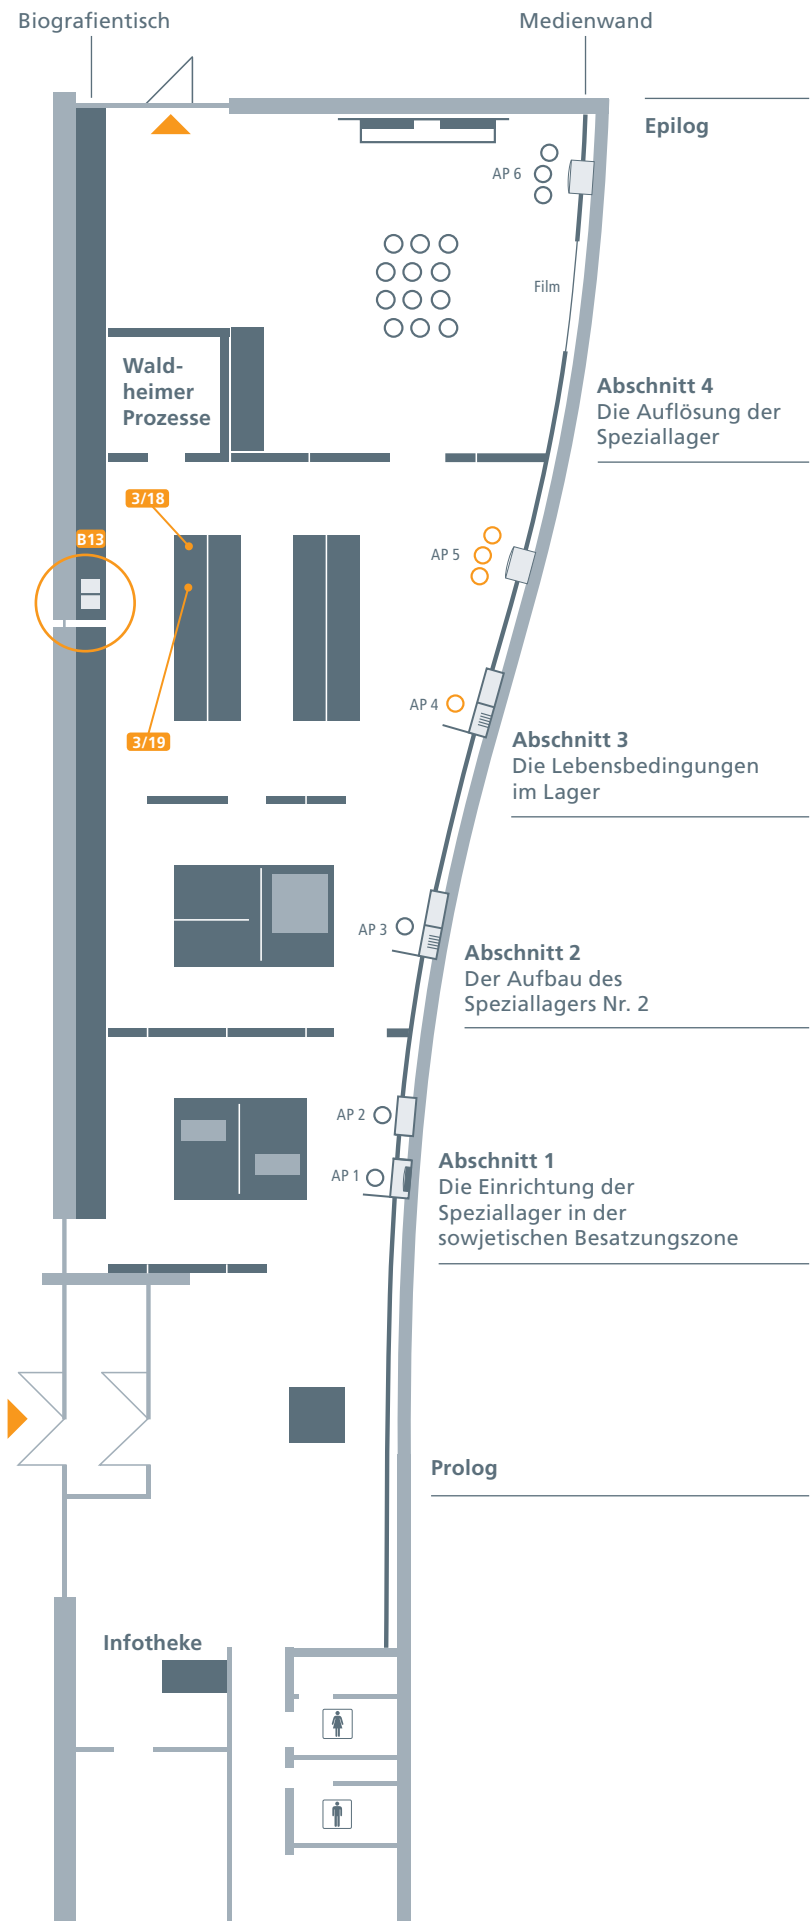 Biografientisch
Medienwand
Epilog
AP 6
Film
Wald-
heimer
Prozesse
Abschnitt 4
Die Auflösung der
Speziallager
3/18
B13
AP 5
AP 4
3/19
Abschnitt 3
Die Lebensbedingungen
im Lager
AP 3
Abschnitt 2
Der Aufbau des
Speziallagers Nr. 2
AP 2
AP 1
Abschnitt 1
Die Einrichtung der
Speziallager in der
sowjetischen Besatzungszone
Prolog
Infotheke